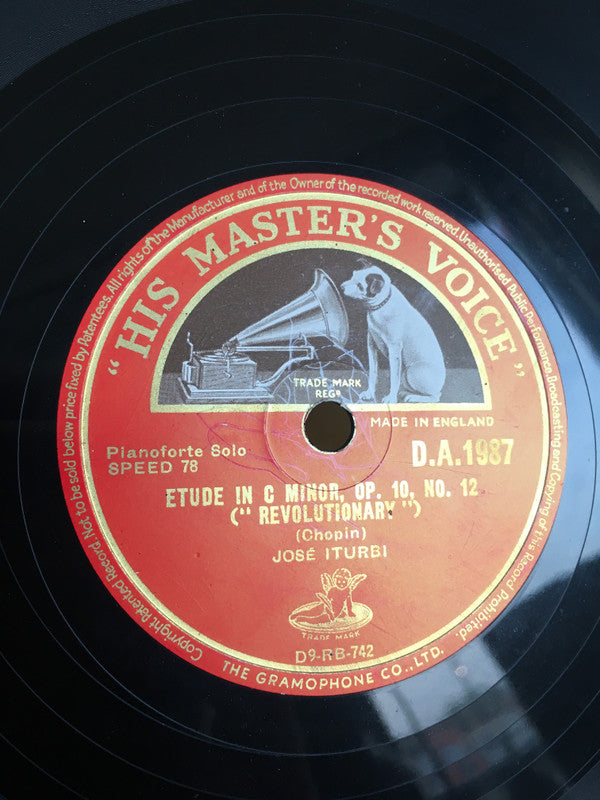 Copyright Patented Record. Not to be sold below price fixed by Patentees. All rights of the Manufacturer and of the Owner of the recorded work reserved. Unauthorised Public Performance, Broadcasting and Copying of this Record Prohibited.
"HIS MASTER'S VOICE"
TRADE MARK
REGD
MADE IN ENGLAND
Pianoforte Solo
SPEED 78
D.A.1987
ETUDE IN C MINOR, OP. 10, NO. 12
("REVOLUTIONARY")
(Chopin)
JOSÉ ITURBI
TRADE MARK
D9-RB-742
THE GRAMOPHONE CO., LTD.